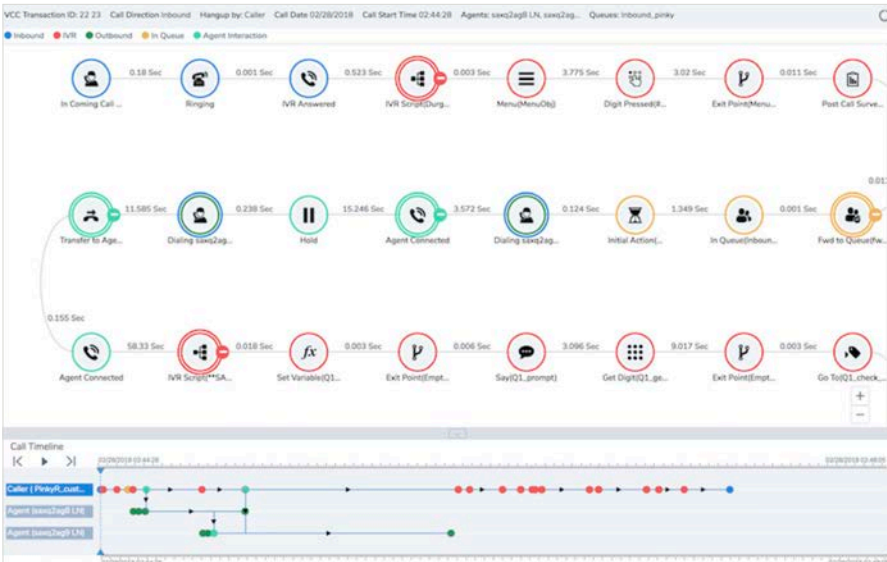 VCC Transaction ID: 22 23 Call Direction Inbound Hangup by: Caller Call Date 02/28/2018 Call Start Time 02:44:28 Agents: saxq2ag8 LN, saxq2ag... Queues: Inbound_pinky
Inbound IVR Outbound In Queue Agent Interaction
0.18 Sec 0.001 Sec 0.523 Sec 0.003 Sec 3.775 Sec 3.02 Sec 0.011 Sec
In Coming Call ... Ringing IVR Answered IVR Script(Durg... Menu(MenuObj) Digit Pressed(#... Exit Point(Menu... Post Call Surve...
0.01
11.585 Sec 0.238 Sec 15.246 Sec 3.572 Sec 0.124 Sec 1.349 Sec 0.001 Sec
Transfer to Age... Dialing saxq2ag... Hold Agent Connected Dialing saxq2ag... Initial Action(... In Queue(Inboun... Fwd to Queue(fw...
0.155 Sec
58.33 Sec 0.018 Sec 0.003 Sec 0.006 Sec 3.096 Sec 9.017 Sec 0.003 Sec
fx
Agent Connected IVR Script(**SA... Set Variable(Q1... Exit Point(Empt... Say(Q1_prompt) Get Digit(Q1_ge... Exit Point(Empt... Go To(Q1_check_...
Call Timeline
Caller ( PinkyR_cust...
Agent (saxq2ag8 LN)
Agent (saxq2ag9 LN)